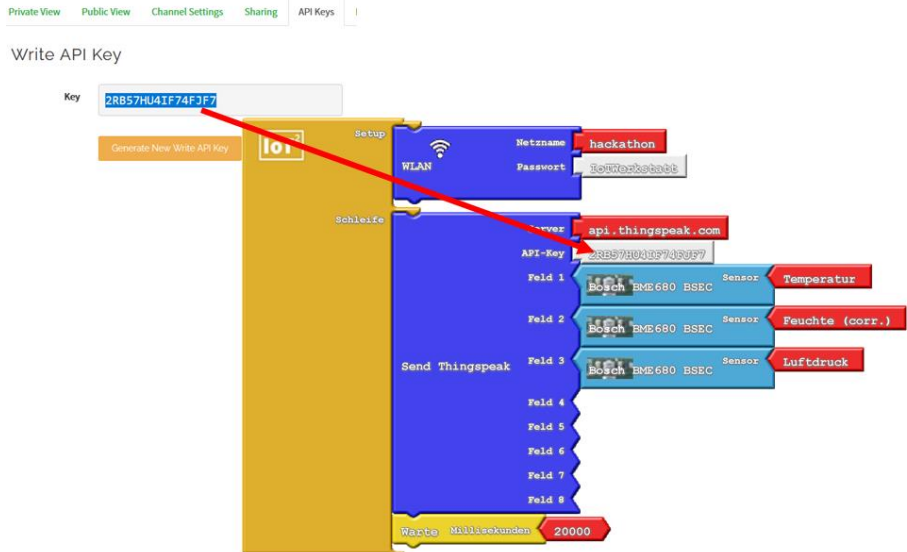 Private View Public View Channel Settings Sharing API Keys
Write API Key
Key 2RB57HU4IF74FJF7
Generate New Write API Key
IoT²
Setup
WLAN
Netzname hackathon
Passwort IoTWerkstatt
Schleife
Send Thingspeak
Server api.thingspeak.com
API-Key 2RB57HU4IF74FJF7
Feld 1 Bosch BME680 BSEC Sensor Temperatur
Feld 2 Bosch BME680 BSEC Sensor Feuchte (corr.)
Feld 3 Bosch BME680 BSEC Sensor Luftdruck
Feld 4
Feld 5
Feld 6
Feld 7
Feld 8
Warte Millisekunden 20000